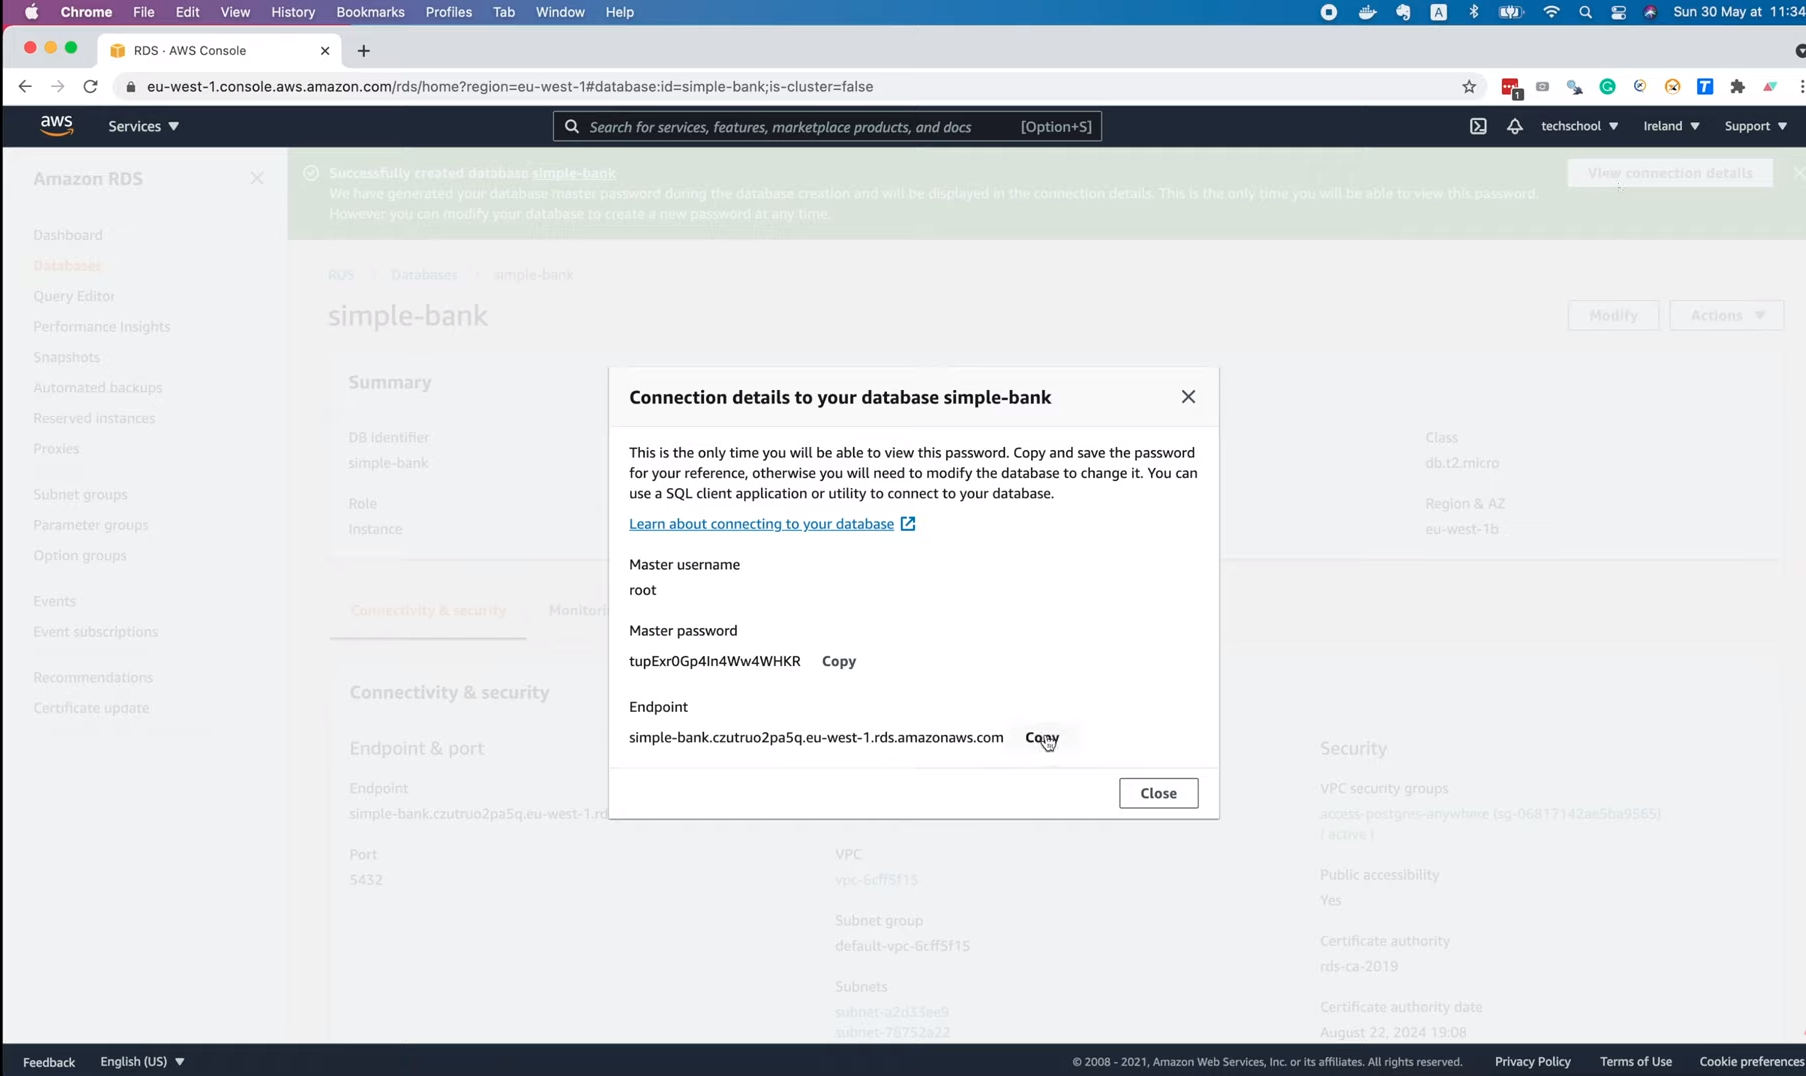 Chrome File Edit View History Bookmarks Profiles Tab Window Help
A
Sun 30 May at 11:34
RDS · AWS Console
eu-west-1.console.aws.amazon.com/rds/home?region=eu-west-1#database:id=simple-bank;is-cluster=false
1
T
aws
Services
Search for services, features, marketplace products, and docs [Option+S]
techschool
Ireland
Support
Amazon RDS
Dashboard
Databases
Query Editor
Performance Insights
Snapshots
Automated backups
Reserved instances
Proxies
Subnet groups
Parameter groups
Option groups
Events
Event subscriptions
Recommendations
Certificate update
Successfully created database simple-bank
We have generated your database master password during the database creation and will be displayed in the connection details. This is the only time you will be able to view this password.
However you can modify your database to create a new password at any time.
View connection details
RDS Databases simple-bank
simple-bank
Modify
Actions
Summary
DB identifier
simple-bank
Role
Instance
Class
db.t2.micro
Region & AZ
eu-west-1b
Connectivity & security
Connection details to your database simple-bank
This is the only time you will be able to view this password. Copy and save the password
for your reference, otherwise you will need to modify the database to change it. You can
use a SQL client application or utility to connect to your database.
Learn about connecting to your database
Master username
root
Master password
tupExr0Gp4In4Ww4WHKR Copy
Endpoint
simple-bank.czutruo2pa5q.eu-west-1.rds.amazonaws.com Copy
Close
Connectivity & security
Endpoint & port
Endpoint
simple-bank.czutruo2pa5q.eu-west-1.rd
Port
5432
VPC
vpc-6cff5f15
Subnet group
default-vpc-6cff5f15
Subnets
subnet-a2d33ee9
subnet-78752a22
Security
VPC security groups
access-postgres-anywhere (sg-06817142ae5ba9565)
( active )
Public accessibility
Yes
Certificate authority
rds-ca-2019
Certificate authority date
August 22, 2024 19:08
Feedback
English (US)
© 2008 - 2021, Amazon Web Services, Inc. or its affiliates. All rights reserved.
Privacy Policy
Terms of Use
Cookie preferences